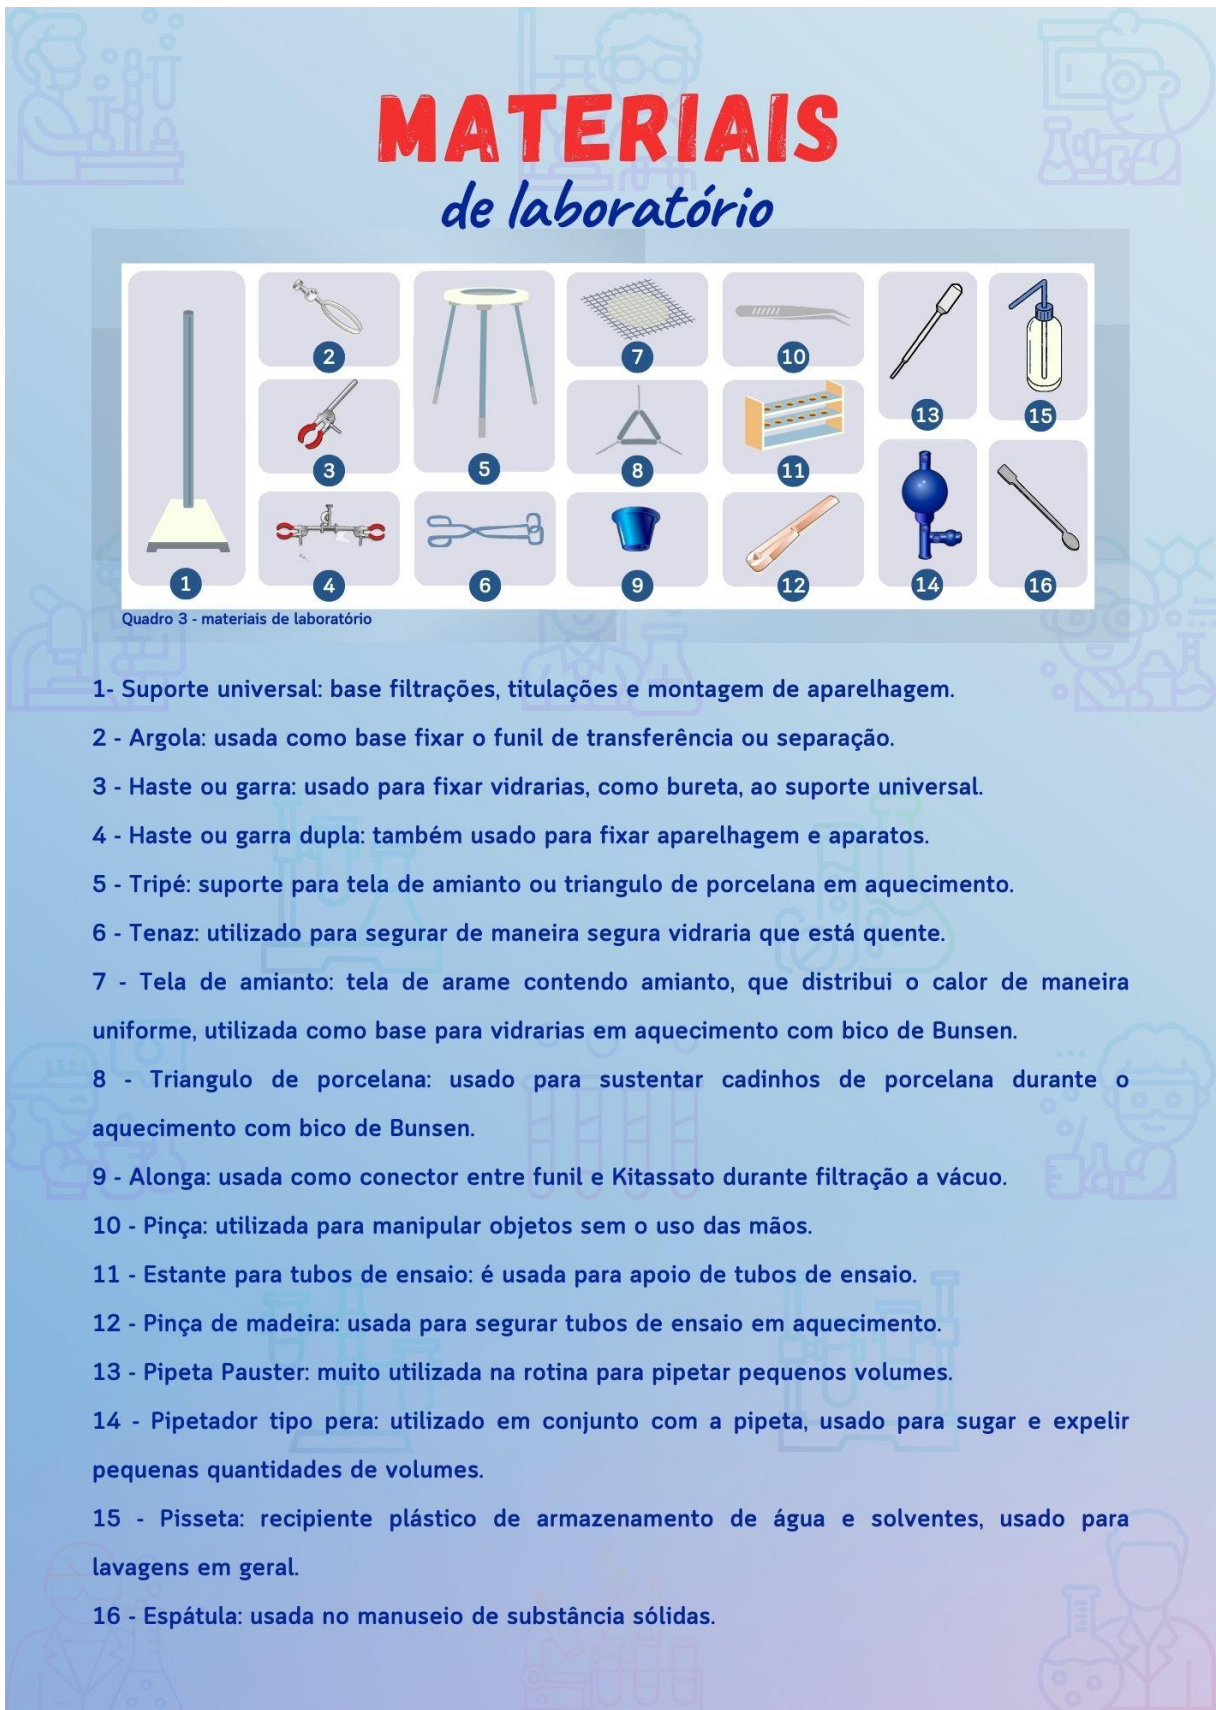 MATERIAIS
de laboratório
1
2
3
4
5
6
7
8
9
10
11
12
13
14
15
16
Quadro 3 - materiais de laboratório
1- Suporte universal: base filtrações, titulações e montagem de aparelhagem.
2 - Argola: usada como base fixar o funil de transferência ou separação.
3 - Haste ou garra: usado para fixar vidrarias, como bureta, ao suporte universal.
4 - Haste ou garra dupla: também usado para fixar aparelhagem e aparatos.
5 - Tripé: suporte para tela de amianto ou triangulo de porcelana em aquecimento.
6 - Tenaz: utilizado para segurar de maneira segura vidraria que está quente.
7 - Tela de amianto: tela de arame contendo amianto, que distribui o calor de maneira
uniforme, utilizada como base para vidrarias em aquecimento com bico de Bunsen.
8 - Triangulo de porcelana: usado para sustentar cadinhos de porcelana durante o
aquecimento com bico de Bunsen.
9 - Alonga: usada como conector entre funil e Kitassato durante filtração a vácuo.
10 - Pinça: utilizada para manipular objetos sem o uso das mãos.
11 - Estante para tubos de ensaio: é usada para apoio de tubos de ensaio.
12 - Pinça de madeira: usada para segurar tubos de ensaio em aquecimento.
13 - Pipeta Pauster: muito utilizada na rotina para pipetar pequenos volumes.
14 - Pipetador tipo pera: utilizado em conjunto com a pipeta, usado para sugar e expelir
pequenas quantidades de volumes.
15 - Pisseta: recipiente plástico de armazenamento de água e solventes, usado para
lavagens em geral.
16 - Espátula: usada no manuseio de substância sólidas.